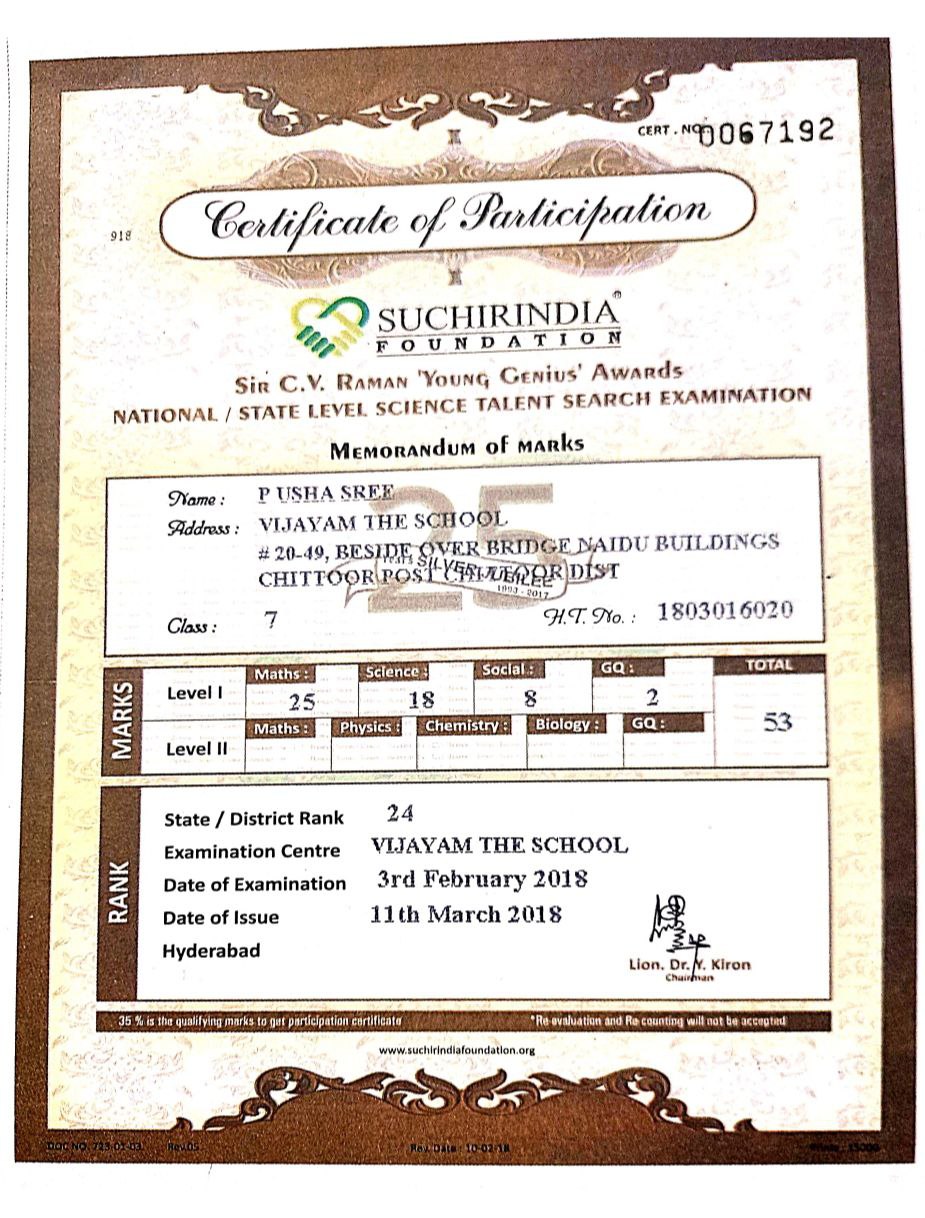 CERT. NO 0067192
Certificate of Participation
918
SUCHIRINDIA®
FOUNDATION
SIR C.V. RAMAN 'YOUNG GENIUS' AWARDS
NATIONAL / STATE LEVEL SCIENCE TALENT SEARCH EXAMINATION
MEMORANDUM of MARKS
Name : P USHA SREE
Address : VIJAYAM THE SCHOOL
# 20-49, BESIDE OVER BRIDGE NAIDU BUILDINGS
CHITTOOR POST CHITTOOR DIST
25
YEARS SILVER JUBILEE
1993 - 2017
Class : 7 H.T. No. : 1803016020
MARKS
Maths : Science : Social : GQ : TOTAL
Level I 25 18 8 2 53
Maths : Physics : Chemistry : Biology : GQ :
Level II
RANK
State / District Rank 24
Examination Centre VIJAYAM THE SCHOOL
Date of Examination 3rd February 2018
Date of Issue 11th March 2018
Hyderabad
Lion. Dr. Y. Kiron
Chairman
35 % is the qualifying marks to get participation certificate *Re-evaluation and Re counting will not be accepted
www.suchirindiafoundation.org
DOC NO. 723-01-03 Rev.05 Rev. Date : 10-02-18